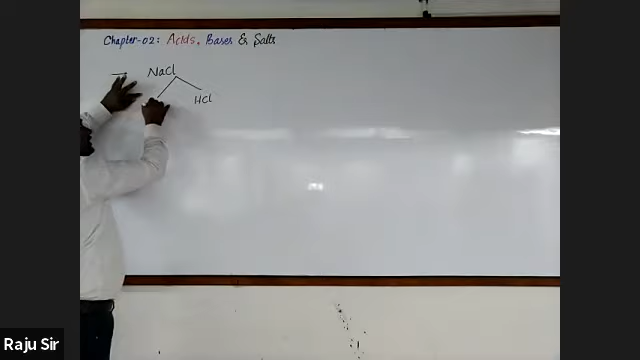 Chapter-02: Acids, Bases & Salts
NaCl
HCl
Raju Sir